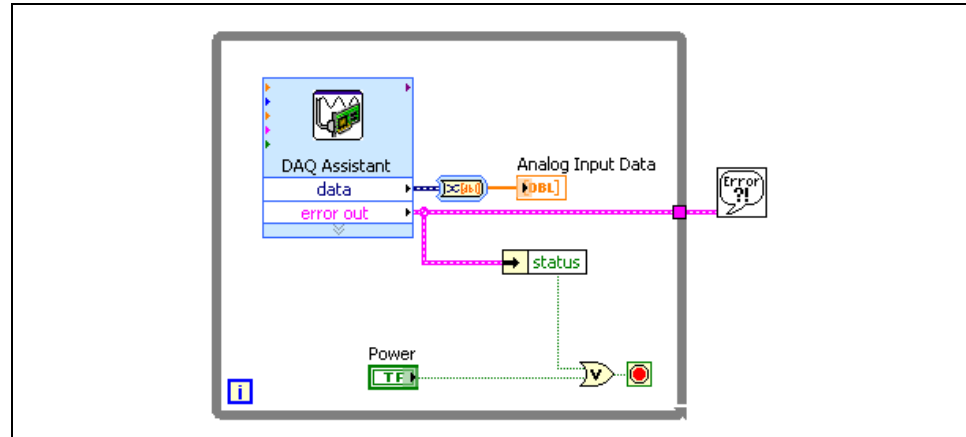 DAQ Assistant
data
error out
Analog Input Data
DBL]
Error
?!
status
Power
TF
V
i